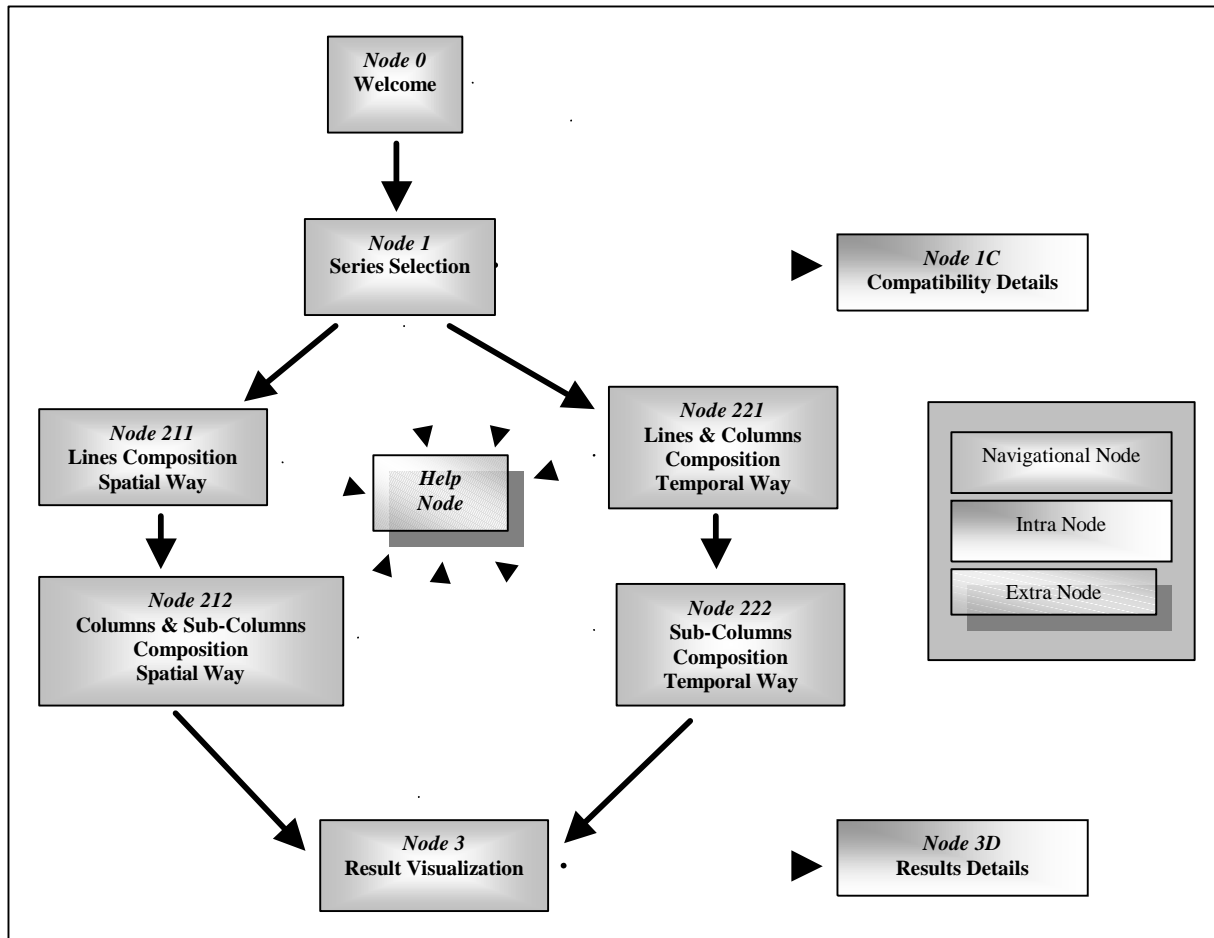 Node 0
Welcome
Node 1
Series Selection
Node 1C
Compatibility Details
Node 211
Lines Composition
Spatial Way
Help
Node
Node 221
Lines & Columns
Composition
Temporal Way
Navigational Node
Intra Node
Extra Node
Node 212
Columns & Sub-Columns
Composition
Spatial Way
Node 222
Sub-Columns
Composition
Temporal Way
Node 3
Result Visualization
Node 3D
Results Details